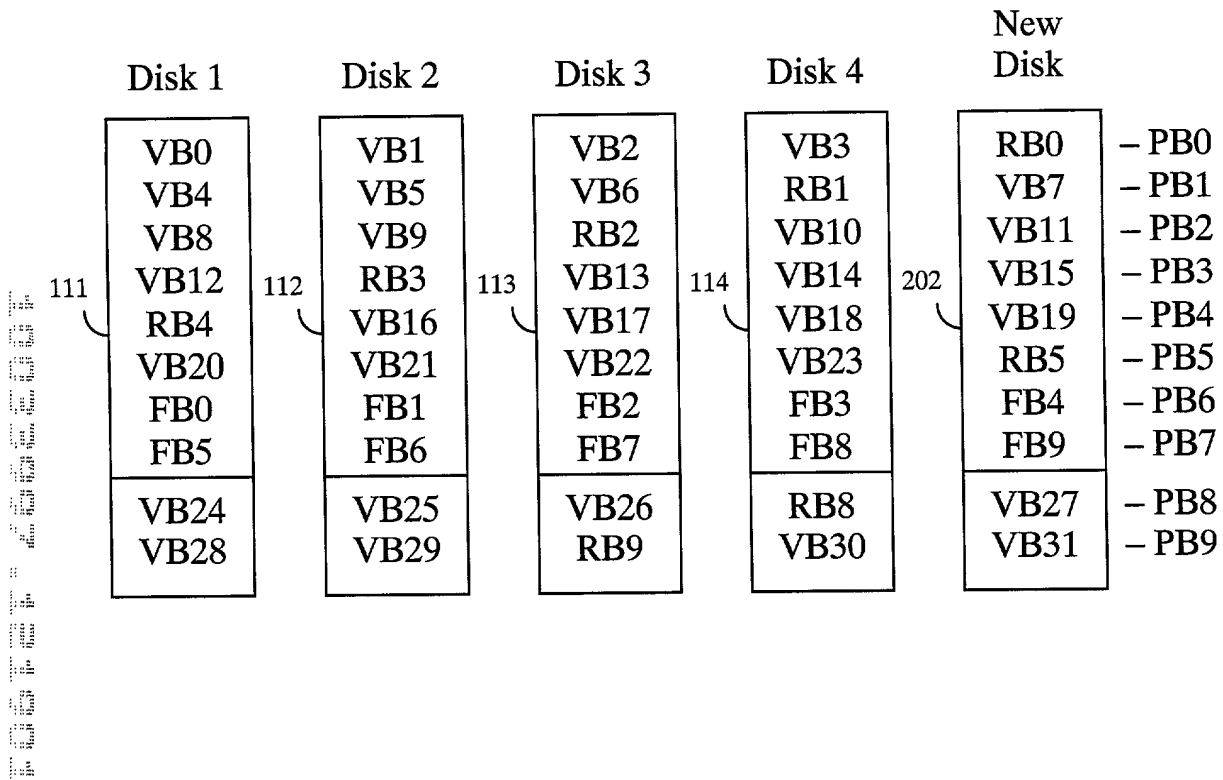 New
Disk 1 Disk 2 Disk 3 Disk 4 Disk
VB0 VB1 VB2 VB3 RB0 – PB0
VB4 VB5 VB6 RB1 VB7 – PB1
VB8 VB9 RB2 VB10 VB11 – PB2
111 VB12 112 RB3 113 VB13 114 VB14 202 VB15 – PB3
RB4 VB16 VB17 VB18 VB19 – PB4
VB20 VB21 VB22 VB23 RB5 – PB5
FB0 FB1 FB2 FB3 FB4 – PB6
FB5 FB6 FB7 FB8 FB9 – PB7
VB24 VB25 VB26 RB8 VB27 – PB8
VB28 VB29 RB9 VB30 VB31 – PB9